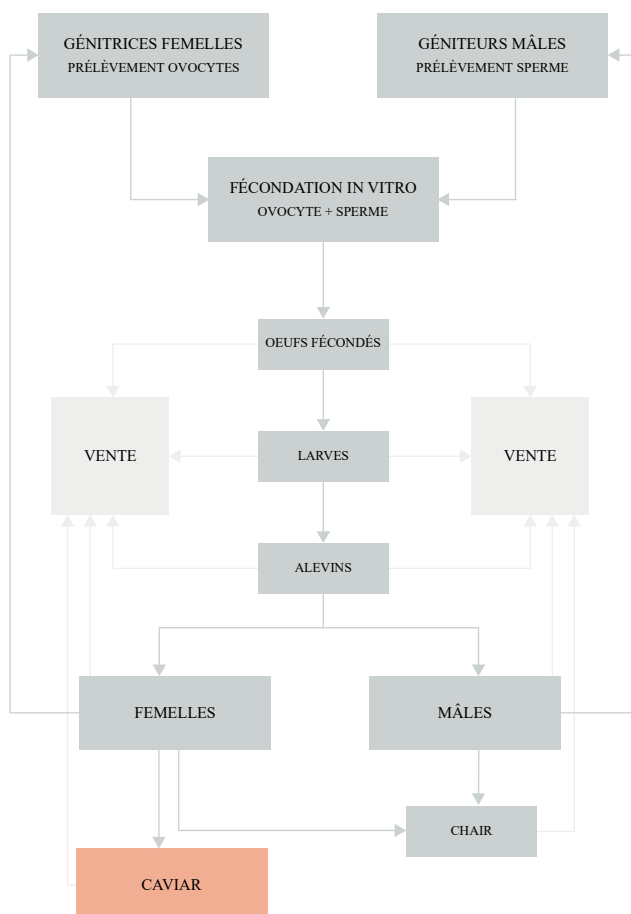 GÉNITRICES FEMELLES
PRÉLÈVEMENT OVOCYTES
GÉNITEURS MÂLES
PRÉLÈVEMENT SPERME
FÉCONDATION IN VITRO
OVOCYTE + SPERME
OEUFS FÉCONDÉS
VENTE
LARVES
VENTE
ALEVINS
FEMELLES
MÂLES
CHAIR
CAVIAR